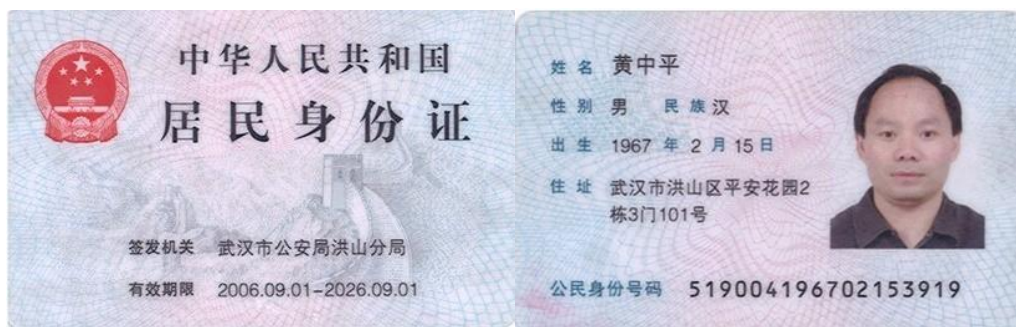 中华人民共和国
居民身份证
签发机关 武汉市公安局洪山分局
有效期限 2006.09.01-2026.09.01
姓名 黄中平
性别 男 民族 汉
出生 1967 年 2 月 15 日
住址 武汉市洪山区平安花园2
栋3门101号
公民身份号码 519004196702153919